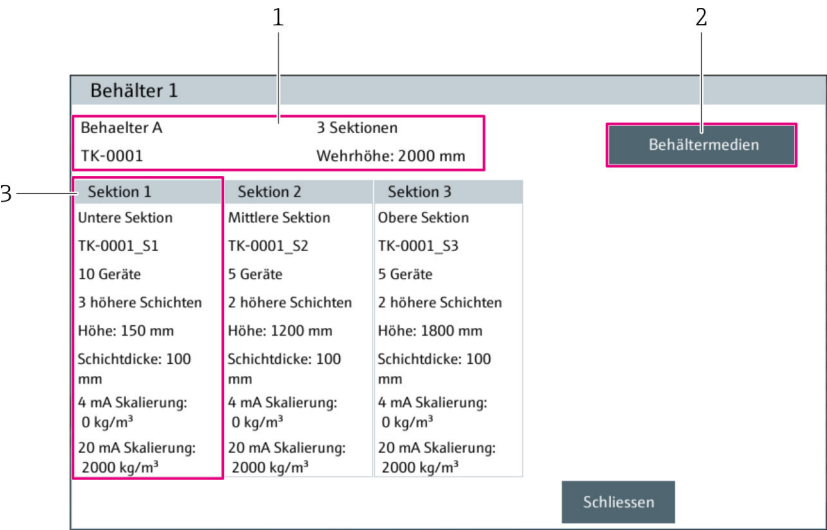 1
2
Behälter 1
Behaelter A
3 Sektionen
TK-0001
Wehrhöhe: 2000 mm
Behältermedien
3
Sektion 1
Untere Sektion
TK-0001_S1
10 Geräte
3 höhere Schichten
Höhe: 150 mm
Schichtdicke: 100
mm
4 mA Skalierung:
0 kg/m³
20 mA Skalierung:
2000 kg/m³
Sektion 2
Mittlere Sektion
TK-0001_S2
5 Geräte
2 höhere Schichten
Höhe: 1200 mm
Schichtdicke: 100
mm
4 mA Skalierung:
0 kg/m³
20 mA Skalierung:
2000 kg/m³
Sektion 3
Obere Sektion
TK-0001_S3
5 Geräte
2 höhere Schichten
Höhe: 1800 mm
Schichtdicke: 100
mm
4 mA Skalierung:
0 kg/m³
20 mA Skalierung:
2000 kg/m³
Schliessen